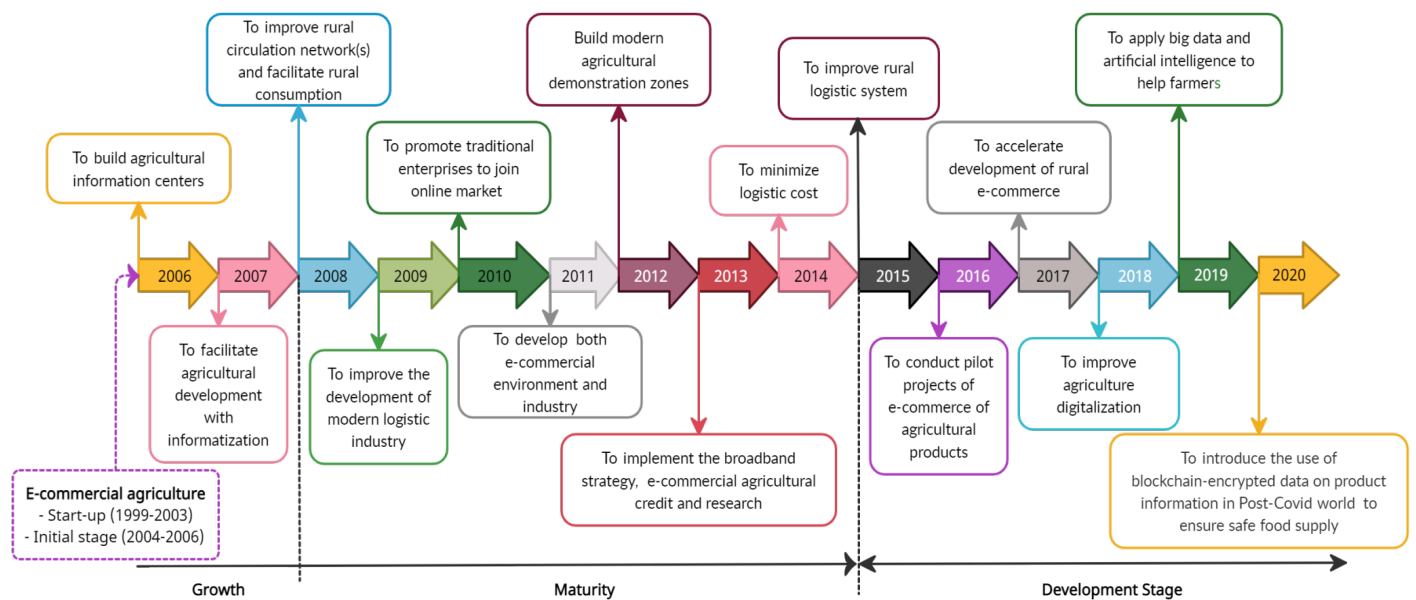 To improve rural
circulation network(s)
and facilitate rural
consumption
Build modern
agricultural
demonstration zones
To apply big data and
artificial intelligence to
help farmers
To improve rural
logistic system
To build agricultural
information centers
To promote traditional
enterprises to join
online market
To minimize
logistic cost
To accelerate
development of rural
e-commerce
2006
2007
2008
2009
2010
2011
2012
2013
2014
2015
2016
2017
2018
2019
2020
To facilitate
agricultural
development
with
informatization
To improve the
development of
modern logistic
industry
To develop both
e-commercial
environment and
industry
To implement the broadband
strategy, e-commercial agricultural
credit and research
To conduct pilot
projects of
e-commerce of
agricultural
products
To improve
agriculture
digitalization
To introduce the use of
blockchain-encrypted data on product
information in Post-Covid world to
ensure safe food supply
E-commercial agriculture
- Start-up (1999-2003)
- Initial stage (2004-2006)
Growth
Maturity
Development Stage